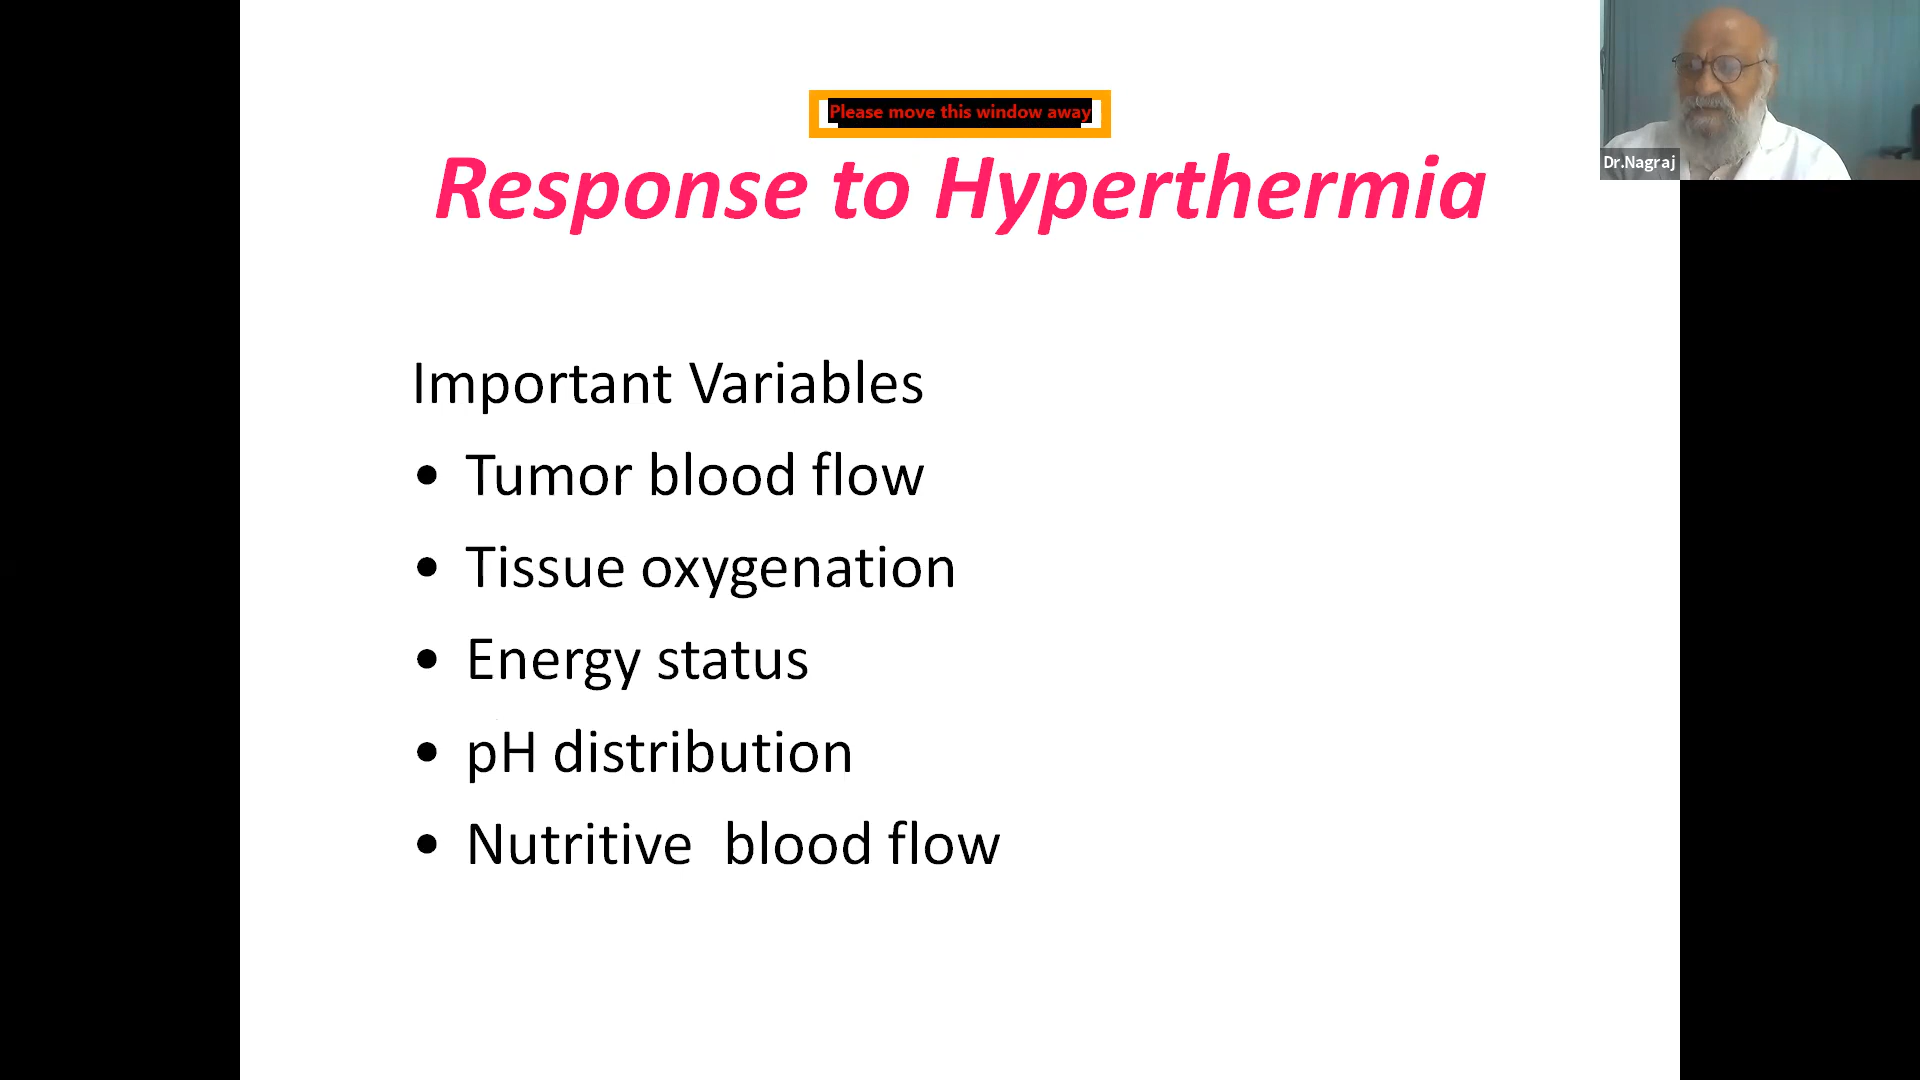 Please move this window away
Dr.Nagraj
Response to Hyperthermia
Important Variables
• Tumor blood flow
• Tissue oxygenation
• Energy status
• pH distribution
• Nutritive  blood flow